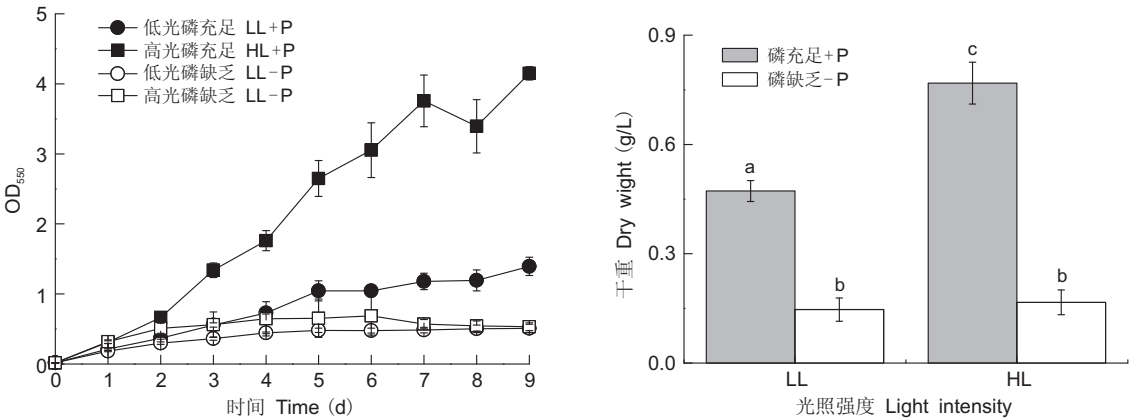 5
4
3
2
1
0
OD₅₅₀
低光磷充足 LL+P
高光磷充足 HL+P
低光磷缺乏 LL−P
高光磷缺乏 LL−P
0 1 2 3 4 5 6 7 8 9
时间 Time (d)
0.9
0.6
0.3
0.0
干重 Dry wight (g/L)
磷充足+P
磷缺乏−P
a
b
c
b
LL HL
光照强度 Light intensity